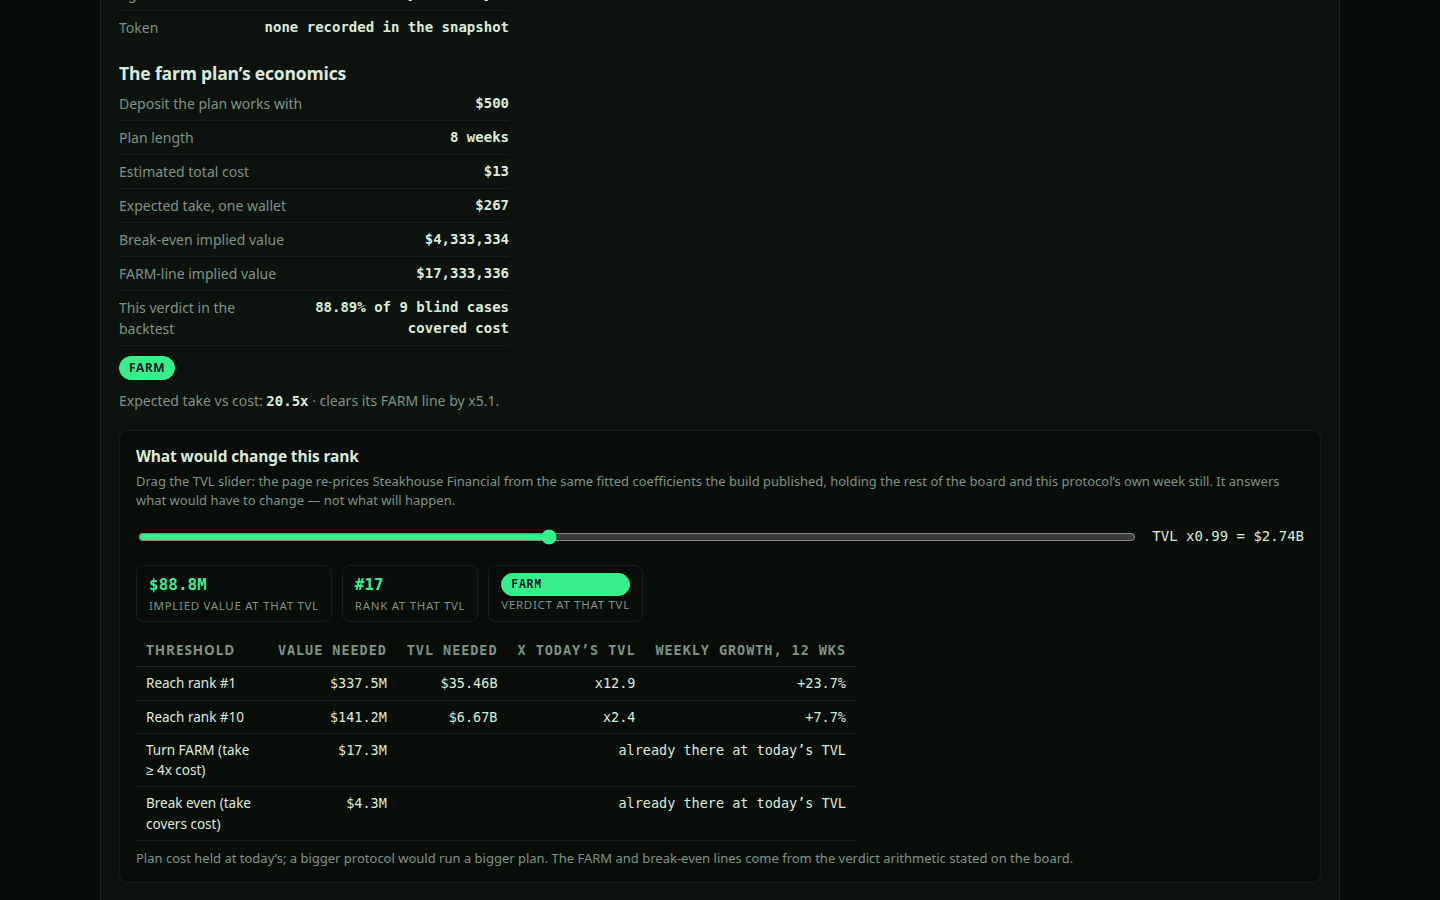 Token none recorded in the snapshot
The farm plan’s economics
Deposit the plan works with $500
Plan length 8 weeks
Estimated total cost $13
Expected take, one wallet $267
Break-even implied value $4,333,334
FARM-line implied value $17,333,336
This verdict in the 88.89% of 9 blind cases
backtest covered cost
FARM
Expected take vs cost: 20.5x · clears its FARM line by x5.1.
What would change this rank
Drag the TVL slider: the page re-prices Steakhouse Financial from the same fitted coefficients the build published, holding the rest of the board and this protocol’s own week still. It answers
what would have to change — not what will happen.
TVL x0.99 = $2.74B
$88.8M #17 FARM
IMPLIED VALUE AT THAT TVL RANK AT THAT TVL VERDICT AT THAT TVL
THRESHOLD VALUE NEEDED TVL NEEDED X TODAY’S TVL WEEKLY GROWTH, 12 WKS
Reach rank #1 $337.5M $35.46B x12.9 +23.7%
Reach rank #10 $141.2M $6.67B x2.4 +7.7%
Turn FARM (take $17.3M already there at today’s TVL
≥ 4x cost)
Break even (take $4.3M already there at today’s TVL
covers cost)
Plan cost held at today’s; a bigger protocol would run a bigger plan. The FARM and break-even lines come from the verdict arithmetic stated on the board.